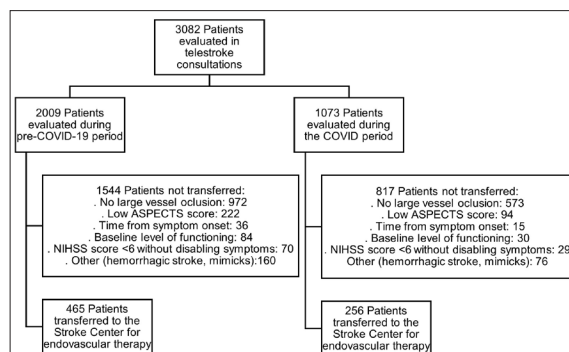 3082 Patients
evaluated in
telestroke
consultations
2009 Patients
evaluated during
pre-COVID-19 period
1073 Patients
evaluated during
the COVID period
1544 Patients not transferred:
. No large vessel oclusion: 972
. Low ASPECTS score: 222
. Time from symptom onset: 36
. Baseline level of functioning: 84
. NIHSS score <6 without disabling symptoms: 70
. Other (hemorrhagic stroke, mimicks):160
817 Patients not transferred:
. No large vessel oclusion: 573
. Low ASPECTS score: 94
. Time from symptom onset: 15
. Baseline level of functioning: 30
. NIHSS score <6 without disabling symptoms: 29
Other (hemorrhagic stroke, mimicks): 76
465 Patients
transferred to the
Stroke Center for
endovascular therapy
256 Patients
transferred to the
Stroke Center for
endovascular therapy